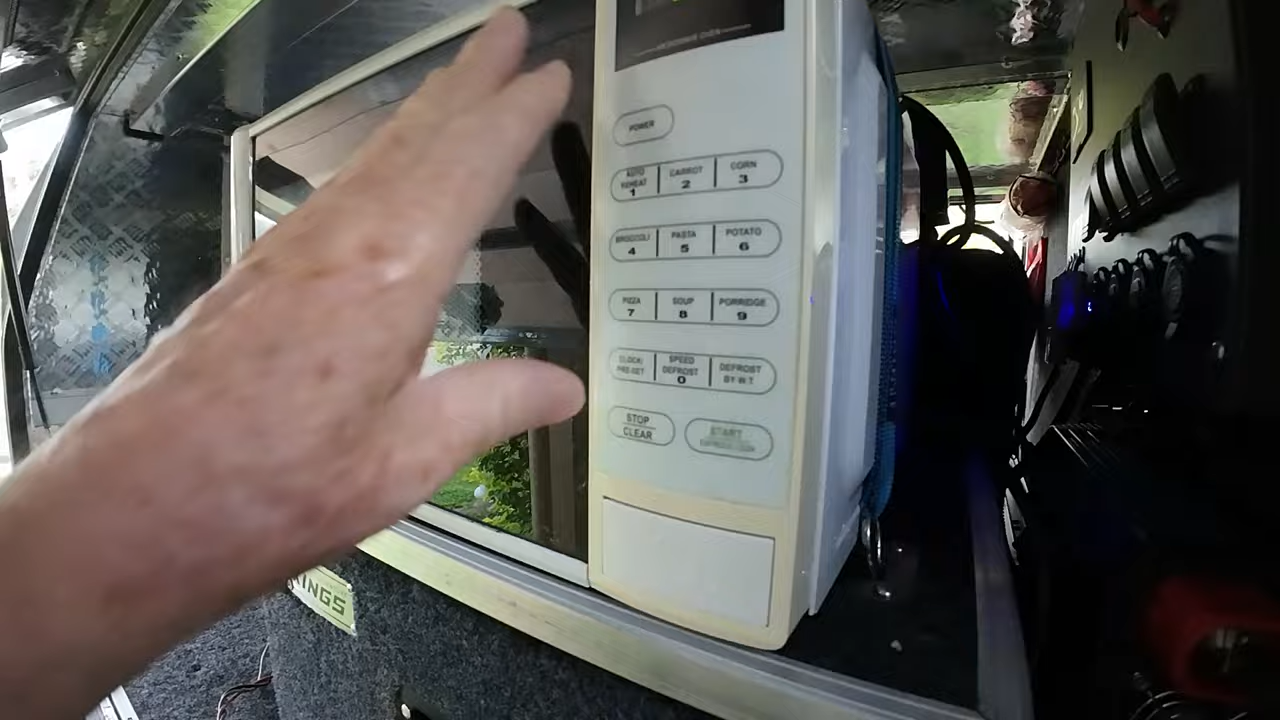 POWER
AUTO REHEAT 1
CARROT 2
CORN 3
BROCCOLI 4
PASTA 5
POTATO 6
PIZZA 7
SOUP 8
PORRIDGE 9
CLOCK/ PRE-SET
SPEED DEFROST 0
DEFROST BY W.T
STOP
CLEAR
START
INGS